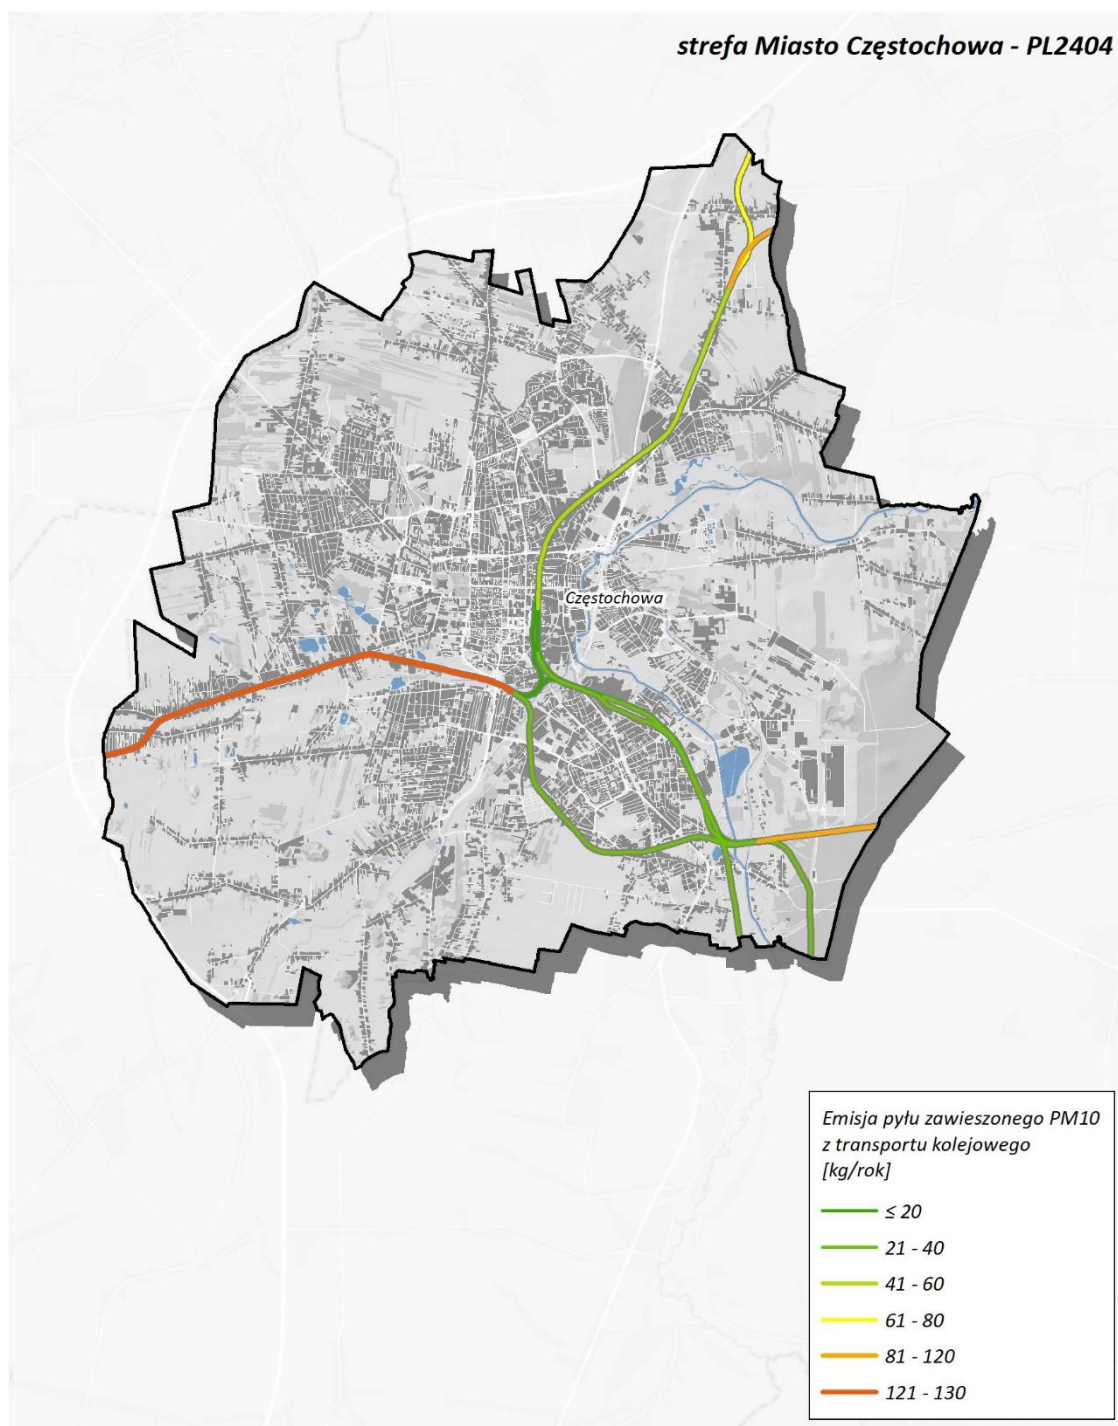 strefa Miasto Częstochowa - PL2404
Częstochowa
Emisja pyłu zawieszonego PM10
z transportu kolejowego
[kg/rok]
≤ 20
21 - 40
41 - 60
61 - 80
81 - 120
121 - 130